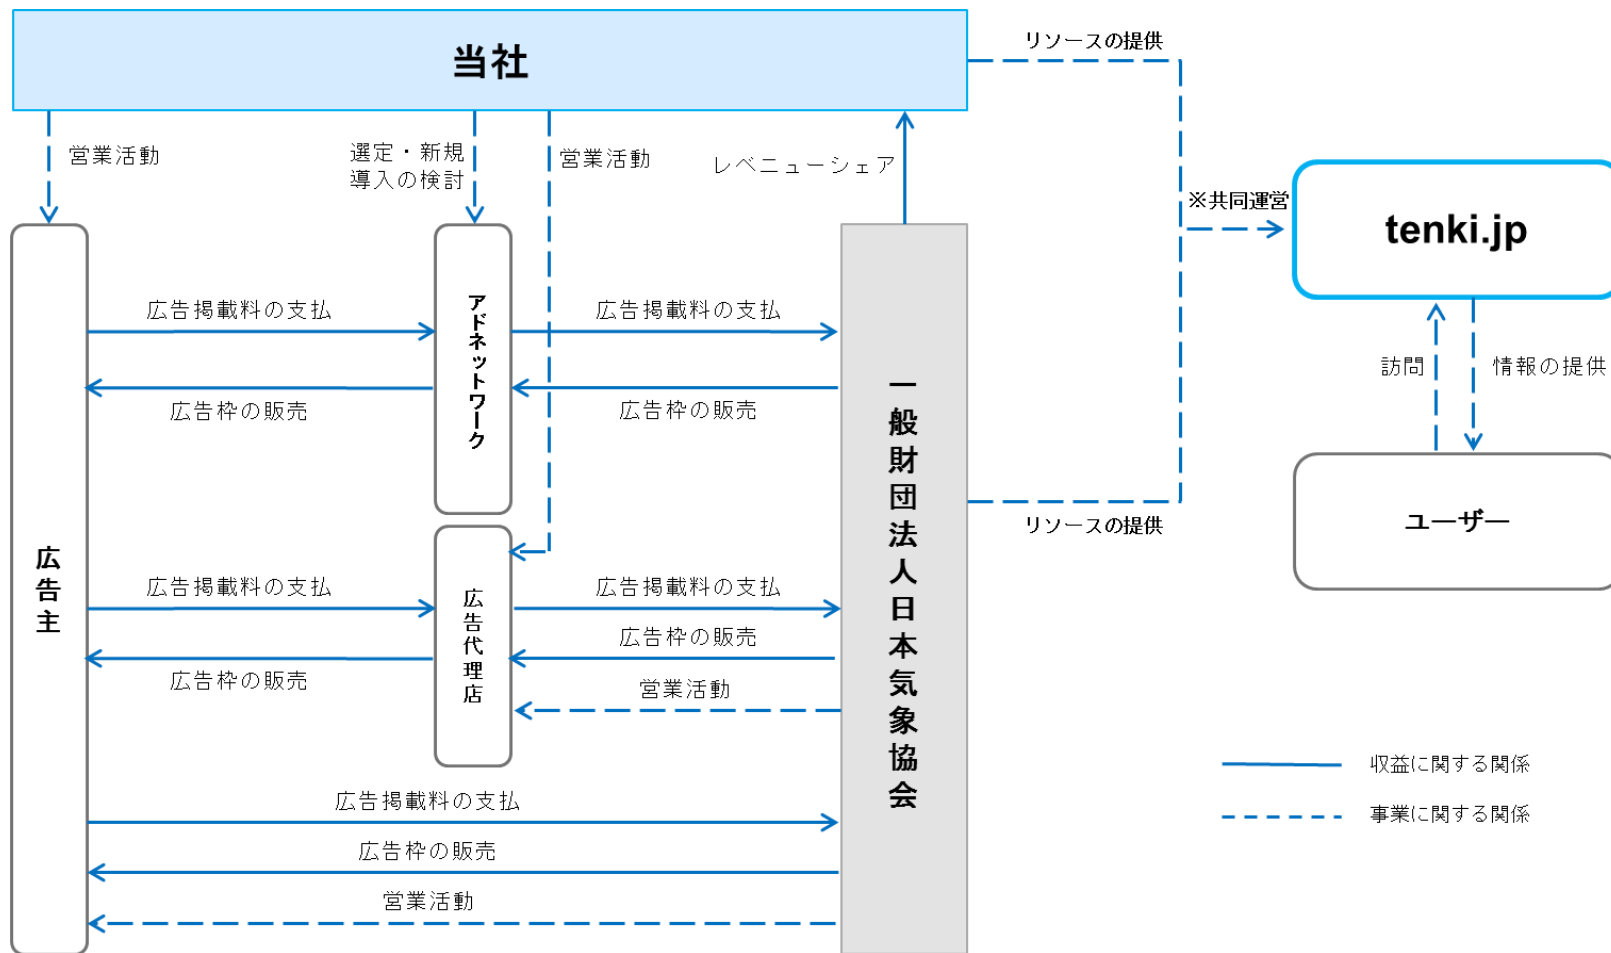 当社
リソースの提供
営業活動
選定・新規
導入の検討
営業活動
レベニューシェア
※共同運営
tenki.jp
広告掲載料の支払
アドネットワーク
広告掲載料の支払
広告枠の販売
広告枠の販売
訪問
情報の提供
一般財団法人日本気象協会
リソースの提供
ユーザー
広告主
広告掲載料の支払
広告代理店
広告掲載料の支払
広告枠の販売
広告枠の販売
営業活動
収益に関する関係
広告掲載料の支払
事業に関する関係
広告枠の販売
営業活動